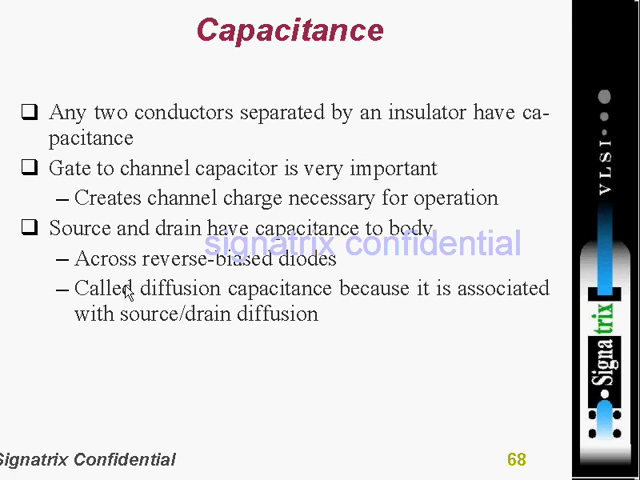 Capacitance
❑ Any two conductors separated by an insulator have ca-
pacitance
❑ Gate to channel capacitor is very important
– Creates channel charge necessary for operation
❑ Source and drain have capacitance to body
signatrix confidential
– Across reverse-biased diodes
– Called diffusion capacitance because it is associated
with source/drain diffusion
Signatrix Confidential
68
VLSI
Signatrix